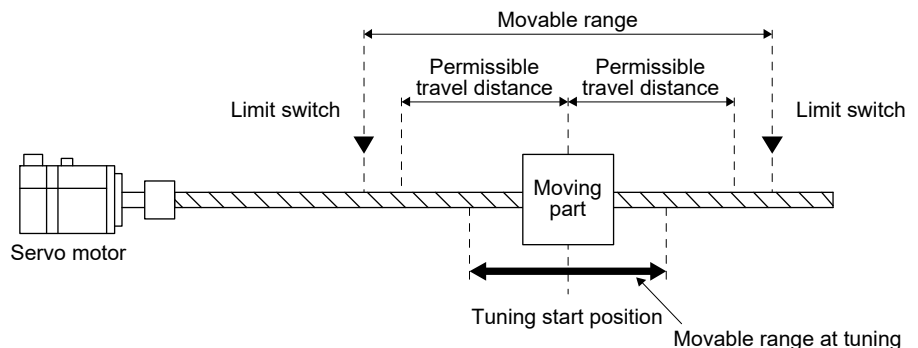 Movable range
Permissible
travel distance
Permissible
travel distance
Limit switch
Limit switch
Moving
part
Servo motor
Tuning start position
Movable range at tuning